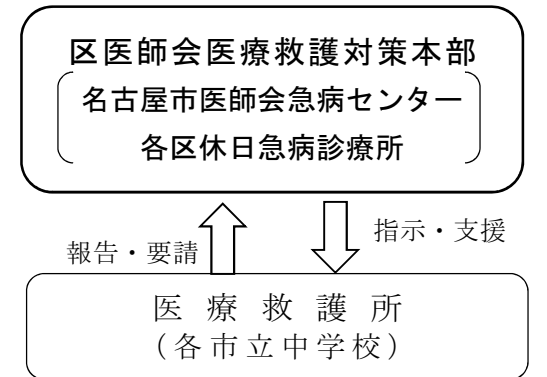 区医師会医療救護対策本部
名古屋市医師会急病センター
各区休日急病診療所
報告・要請
指示・支援
医療救護所
（各市立中学校）